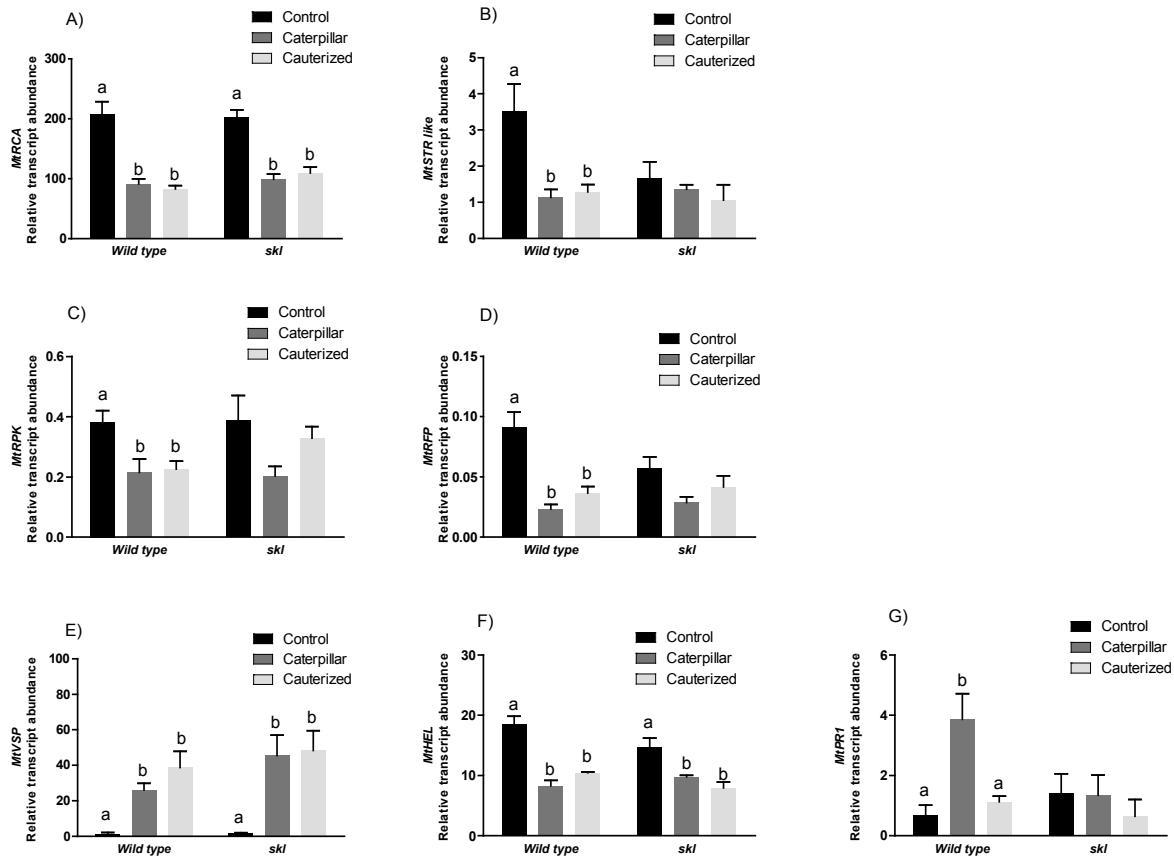 A)
Control
Caterpillar
Cauterized
MtRCA
Relative transcript abundance
300
200
100
0
a
b
b
a
b
b
Wild type
skl
B)
Control
Caterpillar
Cauterized
MtSTR like
Relative transcript abundance
5
4
3
2
1
0
a
b
b
Wild type
skl
C)
Control
Caterpillar
Cauterized
MtRPK
Relative transcript abundance
0.6
0.4
0.2
0.0
a
b
b
Wild type
skl
D)
Control
Caterpillar
Cauterized
MtRFP
Relative transcript abundance
0.15
0.10
0.05
0.00
a
b
b
Wild type
skl
E)
Control
Caterpillar
Cauterized
MtVSP
Relative transcript abundance
100
80
60
40
20
0
a
b
b
a
b
b
Wild type
skl
F)
Control
Caterpillar
Cauterized
MtHEL
Relative transcript abundance
30
20
10
0
a
b
b
a
b
b
Wild type
skl
G)
Control
Caterpillar
Cauterized
MtPR1
Relative transcript abundance
6
4
2
0
a
b
a
Wild type
skl